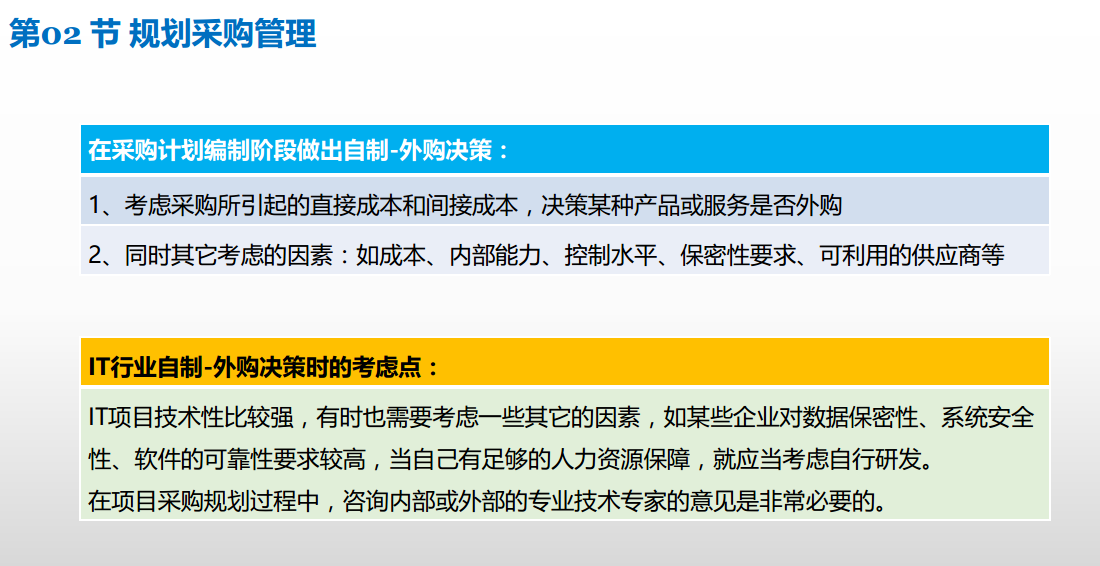 第02 节 规划采购管理
在采购计划编制阶段做出自制-外购决策：
1、考虑采购所引起的直接成本和间接成本，决策某种产品或服务是否外购
2、同时其它考虑的因素：如成本、内部能力、控制水平、保密性要求、可利用的供应商等
IT行业自制-外购决策时的考虑点：
IT项目技术性比较强，有时也需要考虑一些其它的因素，如某些企业对数据保密性、系统安全
性、软件的可靠性要求较高，当自己有足够的人力资源保障，就应当考虑自行研发。
在项目采购规划过程中，咨询内部或外部的专业技术专家的意见是非常必要的。